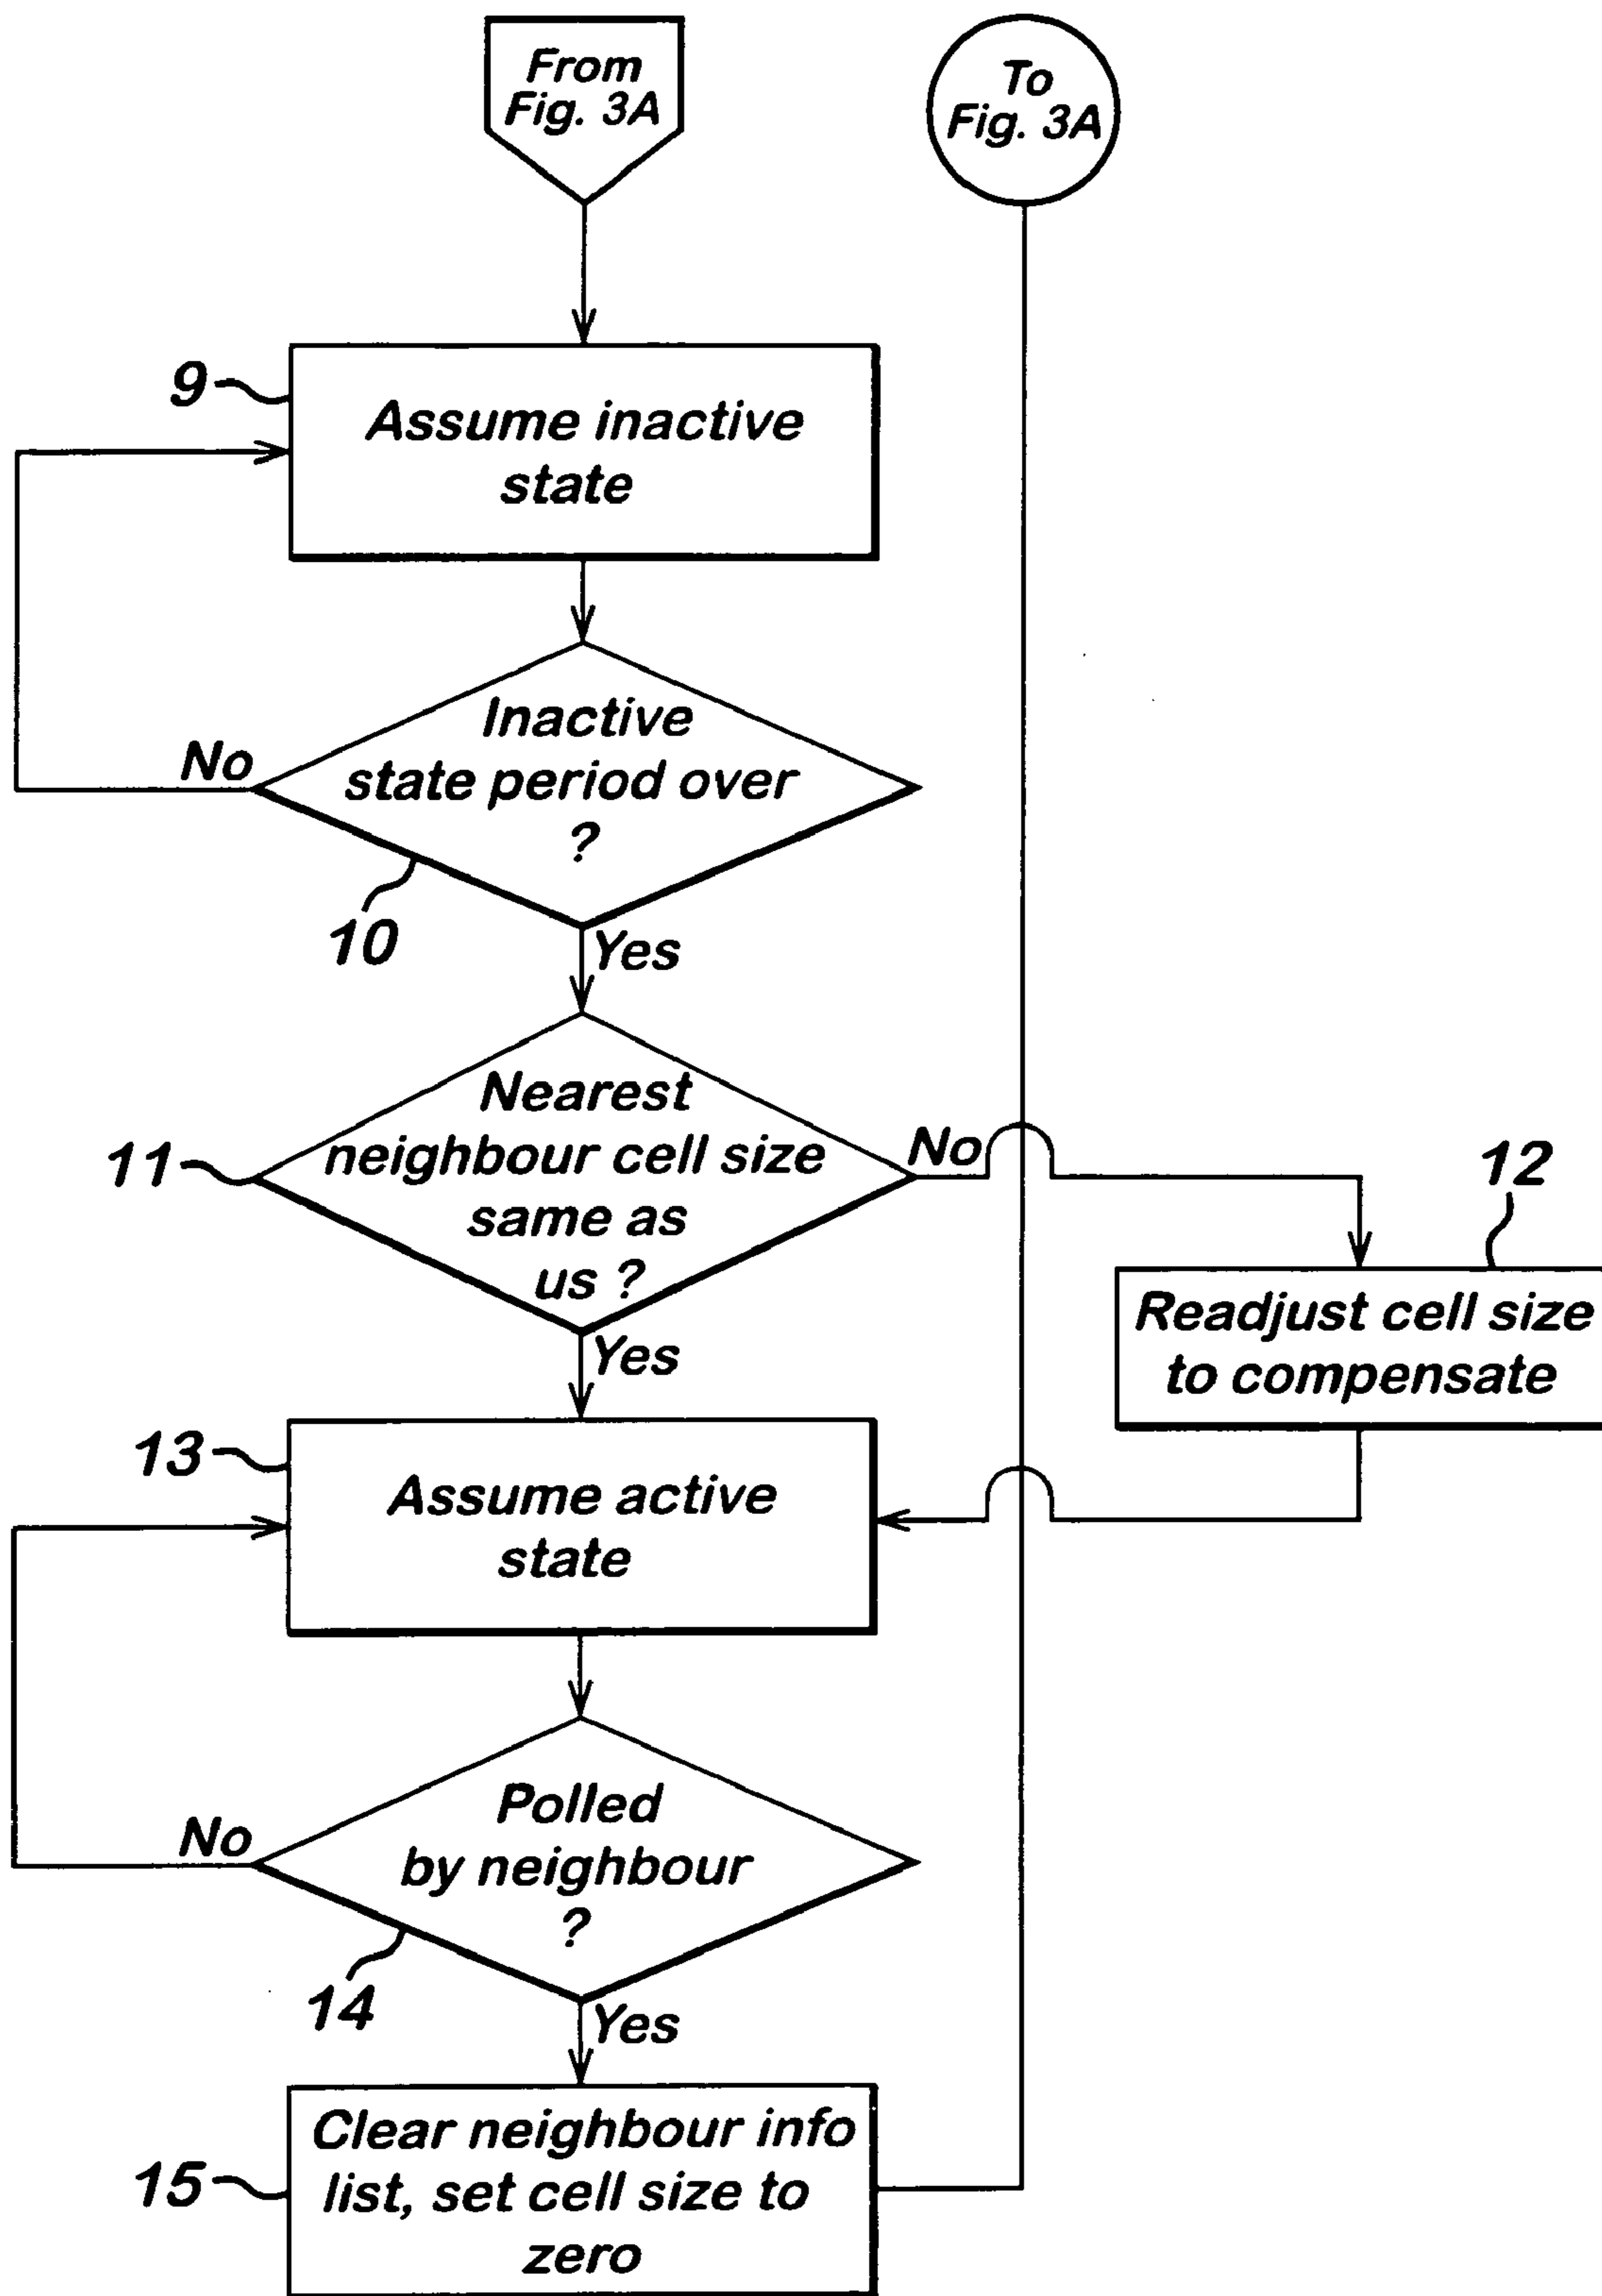 From
Fig. 3A
To
Fig. 3A
9
Assume inactive
state
Inactive
state period over
?
No
10
Yes
Nearest
neighbour cell size
same as
us ?
11
No
12
Readjust cell size
to compensate
Yes
13
Assume active
state
Polled
by neighbour
?
No
14
Yes
15
Clear neighbour info
list, set cell size to
zero